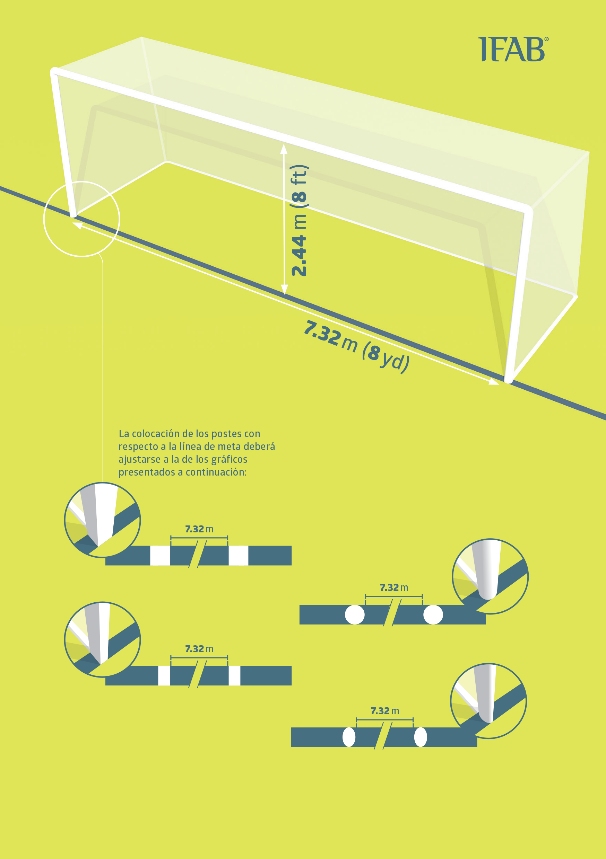 IFAB®
2.44 m (8 ft)
7.32 m (8 yd)
La colocación de los postes con
respecto a la línea de meta deberá
ajustarse a la de los gráficos
presentados a continuación:
7.32 m
7.32 m
7.32 m
7.32 m